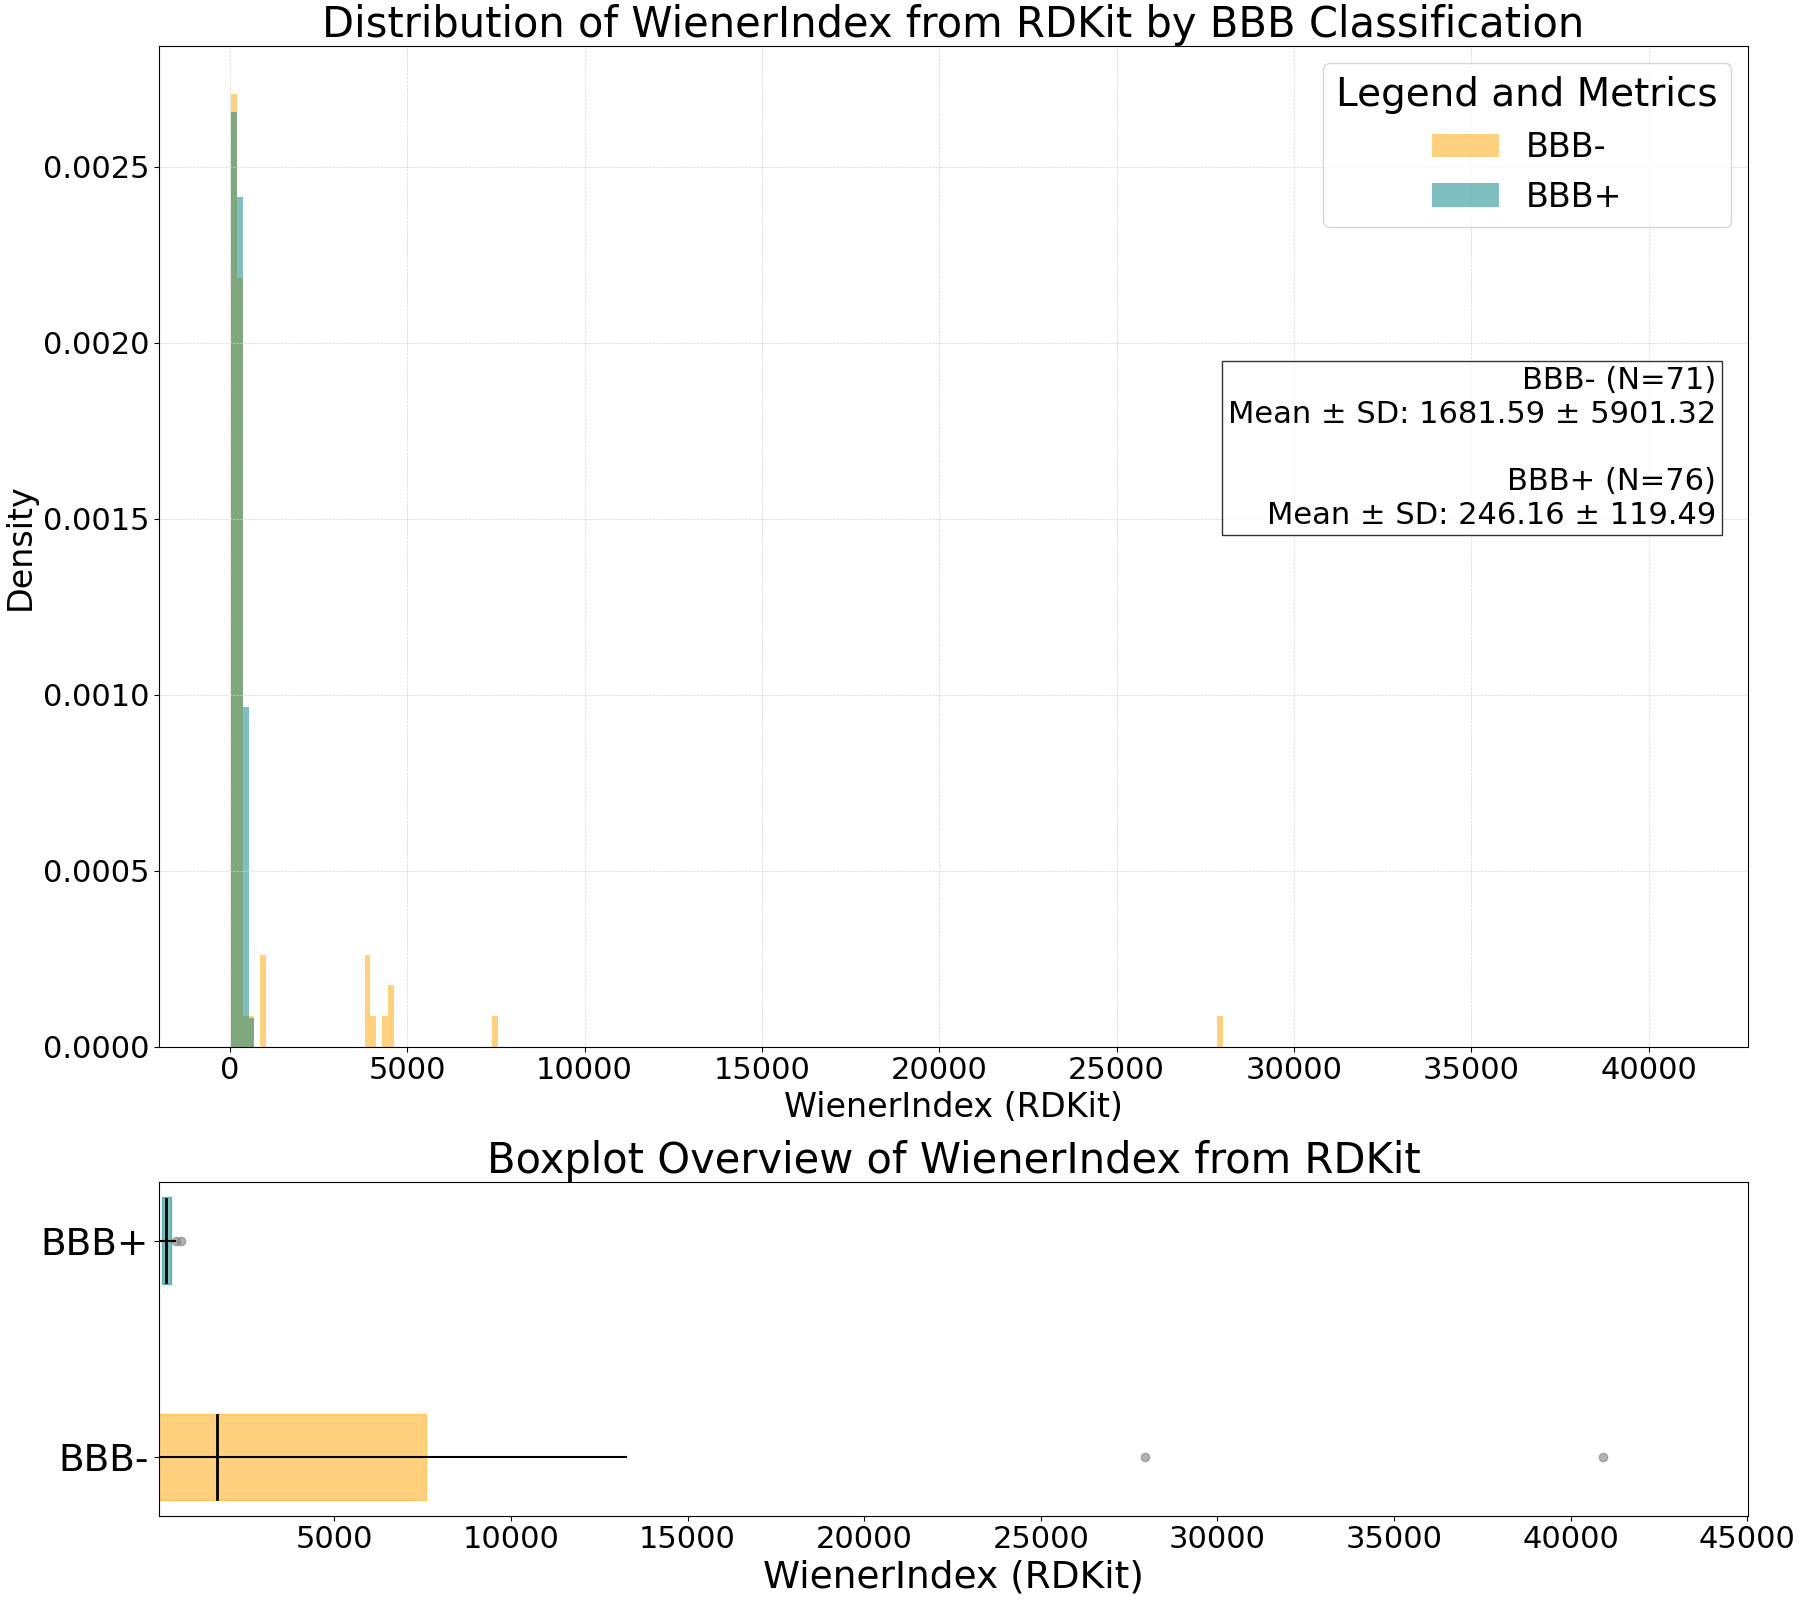 Distribution of WienerIndex from RDKit by BBB Classification
Legend and Metrics
BBB-
BBB+
BBB- (N=71)
Mean ± SD: 1681.59 ± 5901.32
BBB+ (N=76)
Mean ± SD: 246.16 ± 119.49
Density
0.0025
0.0020
0.0015
0.0010
0.0005
0.0000
0 5000 10000 15000 20000 25000 30000 35000 40000
WienerIndex (RDKit)
Boxplot Overview of WienerIndex from RDKit
BBB+
BBB-
5000 10000 15000 20000 25000 30000 35000 40000 45000
WienerIndex (RDKit)